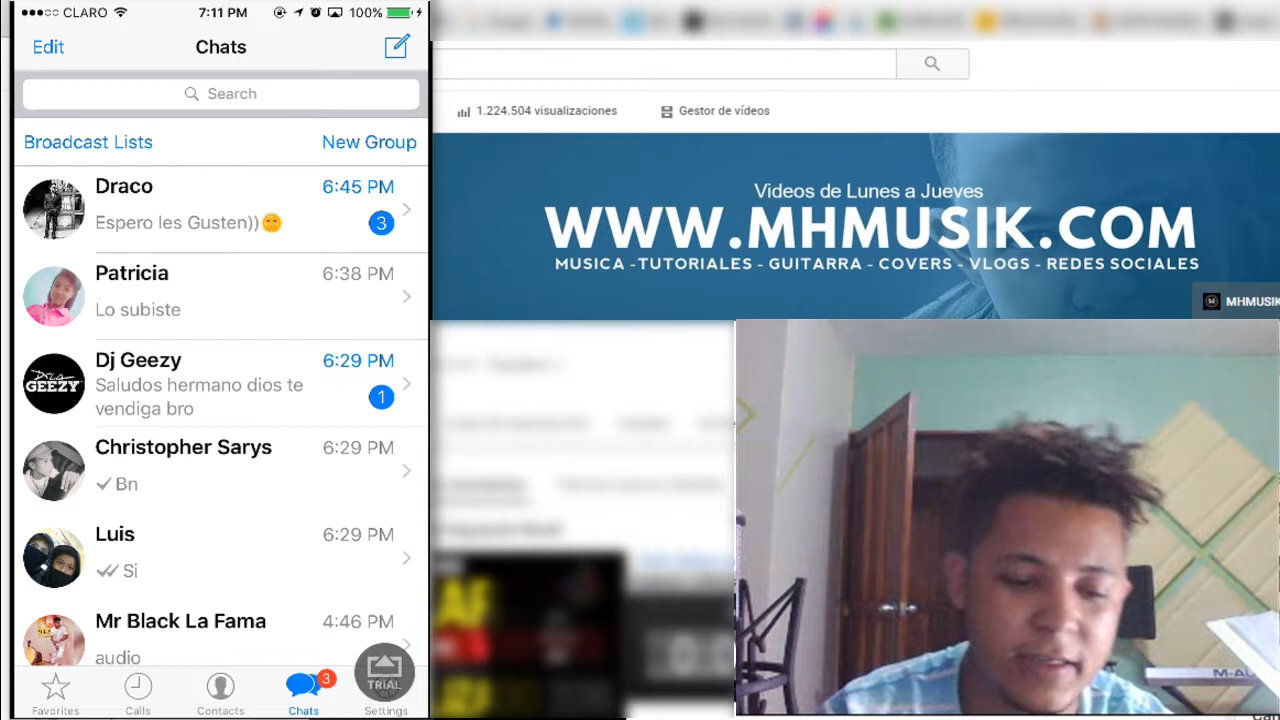 CLARO 7:11 PM 100%
Edit Chats
Search
Broadcast Lists New Group
Draco 6:45 PM
Espero les Gusten)) 3
Patricia 6:38 PM
Lo subiste
Dj Geezy 6:29 PM
GEEZY
Saludos hermano dios te
vendiga bro 1
Christopher Sarys 6:29 PM
Bn
Luis 6:29 PM
Si
Mr Black La Fama 4:46 PM
audio
TRIAL
3
Favorites Calls Contacts Chats Settings
1.224.504 visualizaciones Gestor de vídeos
Videos de Lunes a Jueves
WWW.MHMUSIK.COM
MUSICA -TUTORIALES - GUITARRA - COVERS - VLOGS - REDES SOCIALES
M MHMUSIK